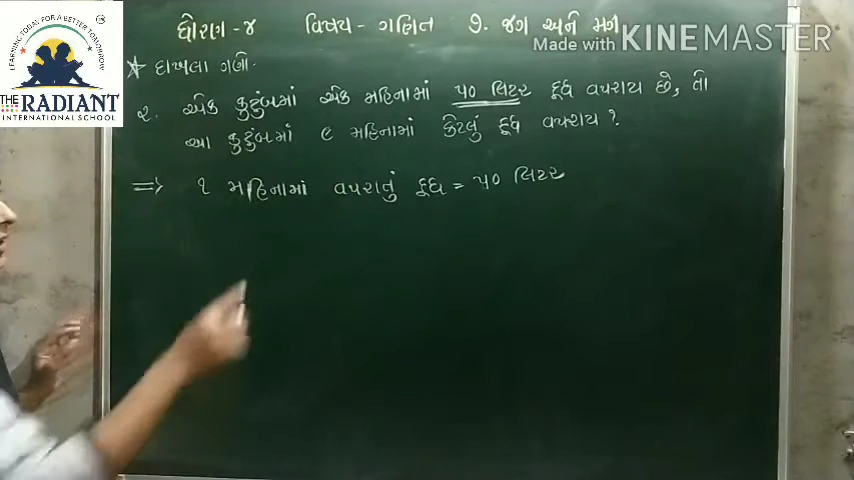 ધોરણ - ૪ વિષય - ગણિત ૭. જગ અને મગ
Made with KINEMASTER
★ દાખલા ગણો.
૨. એક કુટુંબમાં એક મહિનામાં ૫૦ લિટર દૂધ વપરાય છે, તો
આ કુટુંબમાં ૯ મહિનામાં કેટલું દૂધ વપરાય ?
⇒ ૧ મહિનામાં વપરાતું દૂધ = ૫૦ લિટર
LEARNING TODAY FOR A BETTER TOMORROW
THE RADIANT
INTERNATIONAL SCHOOL